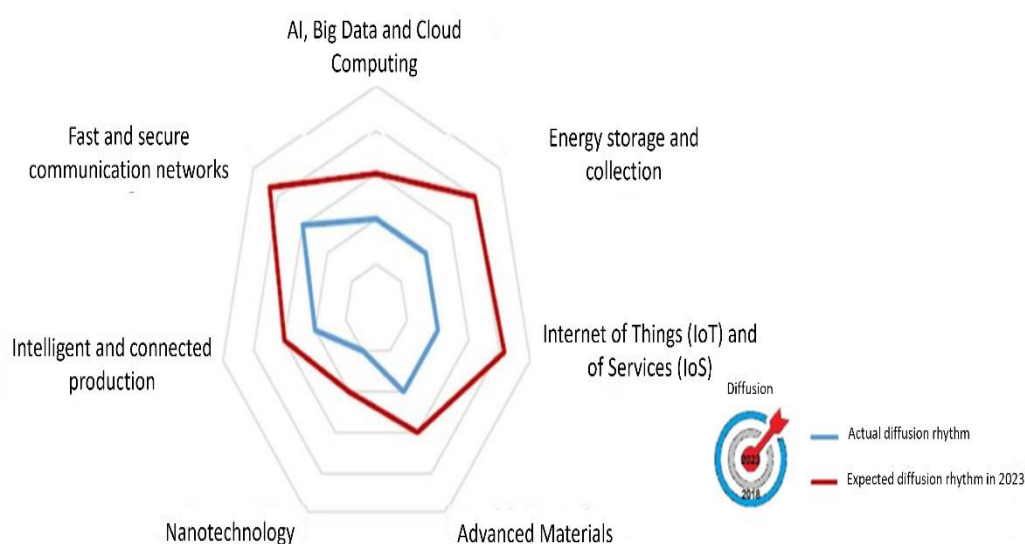 AI, Big Data and Cloud
Computing
Fast and secure
communication networks
Energy storage and
collection
Intelligent and connected
production
Internet of Things (IoT) and
of Services (IoS)
Nanotechnology
Advanced Materials
Diffusion
2023
2018
Actual diffusion rhythm
Expected diffusion rhythm in 2023